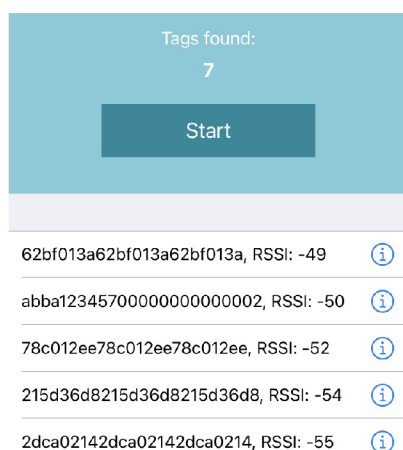 Tags found:
7
Start
62bf013a62bf013a62bf013a, RSSI: -49
abba12345700000000000002, RSSI: -50
78c012ee78c012ee78c012ee, RSSI: -52
215d36d8215d36d8215d36d8, RSSI: -54
2dca02142dca02142dca0214, RSSI: -55